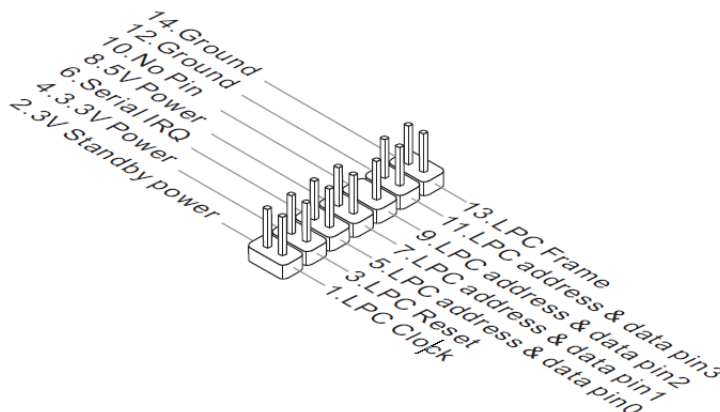 14.Ground
12.Ground
10.No Pin
8.5V Power
6.Serial IRQ
4.3.3V Power
2.3V Standby power
13.LPC Frame
11.LPC address & data pin3
9.LPC address & data pin2
7.LPC address & data pin1
5.LPC address & data pin0
3.LPC Reset
1.LPC Clock